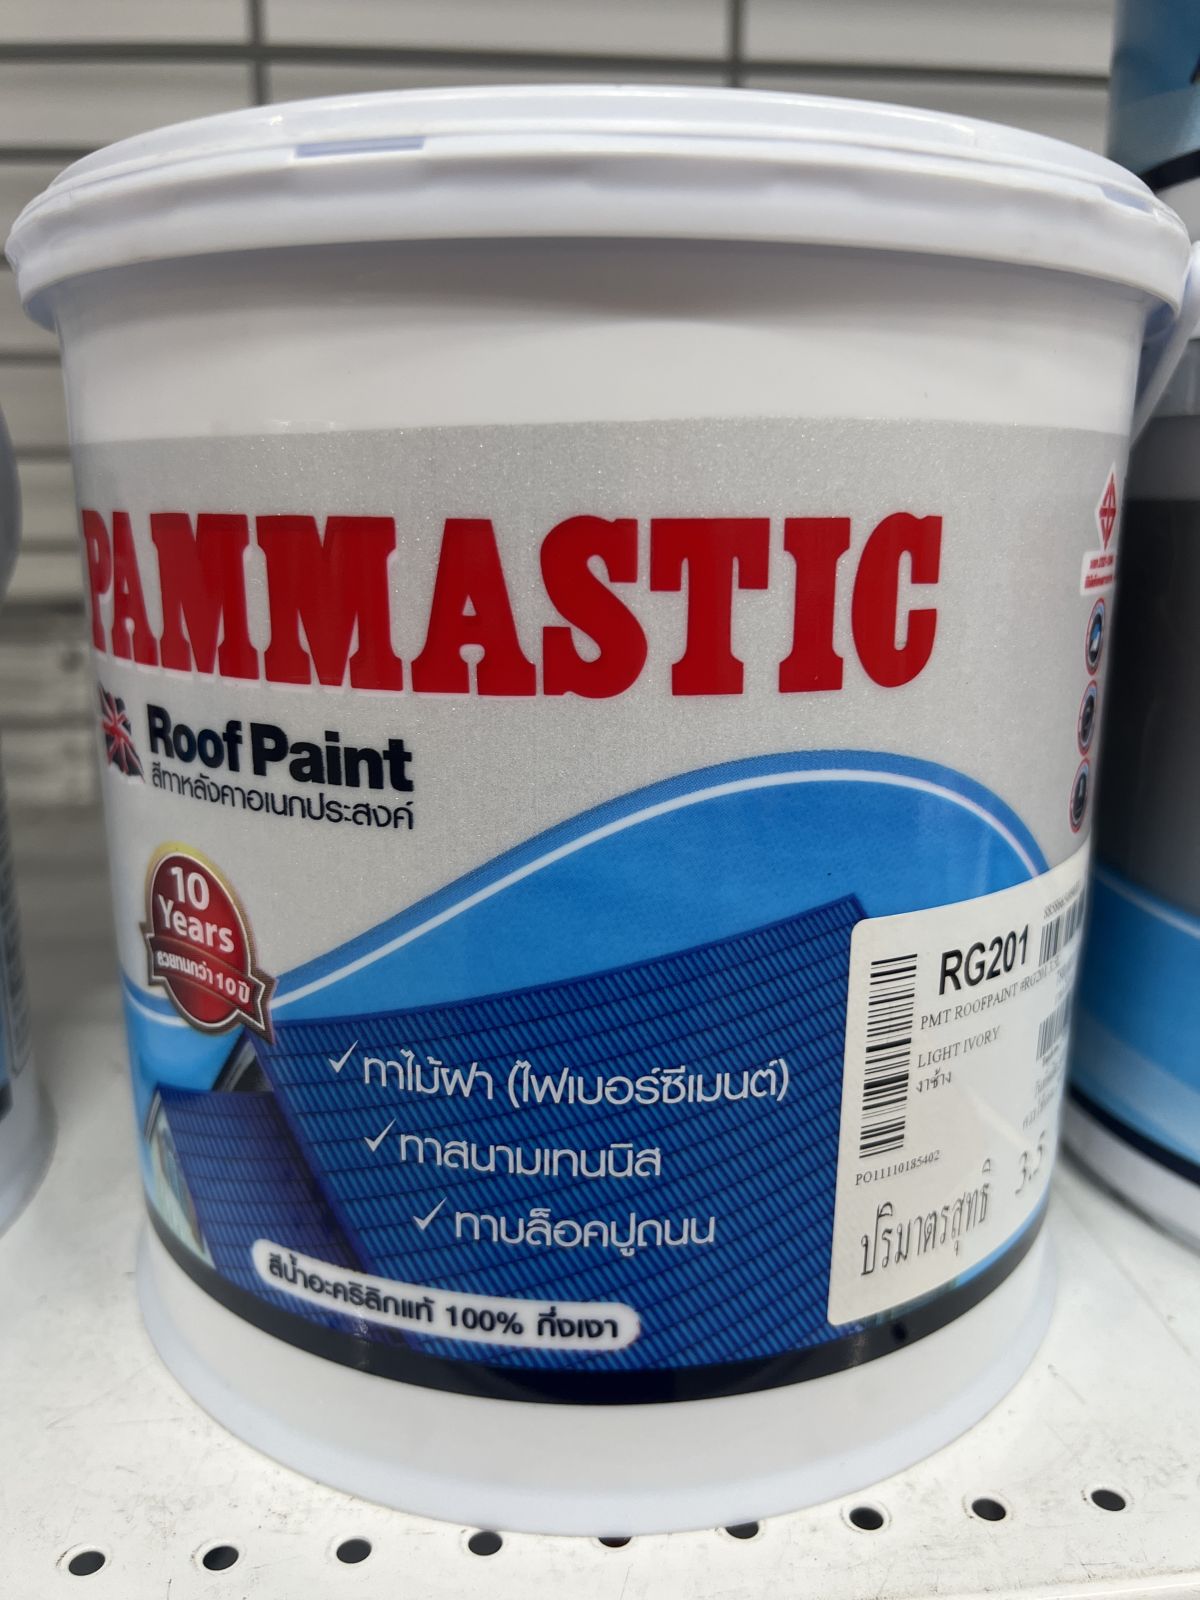 PAMMASTIC
Roof Paint
สีทาหลังคาอเนกประสงค์
10
Years
สวยทนกว่า 10 ปี
ทาไม้ฝา (ไฟเบอร์ซีเมนต์)
ทาสนามเทนนิส
ทาบล็อคปูถนน
สีน้ำอะคริลิกแท้ 100% กึ่งเงา
RG201
PMT ROOFPAINT #RG201
LIGHT IVORY
งาช้าง
PO11110185402
ปริมาตรสุทธิ 3.5